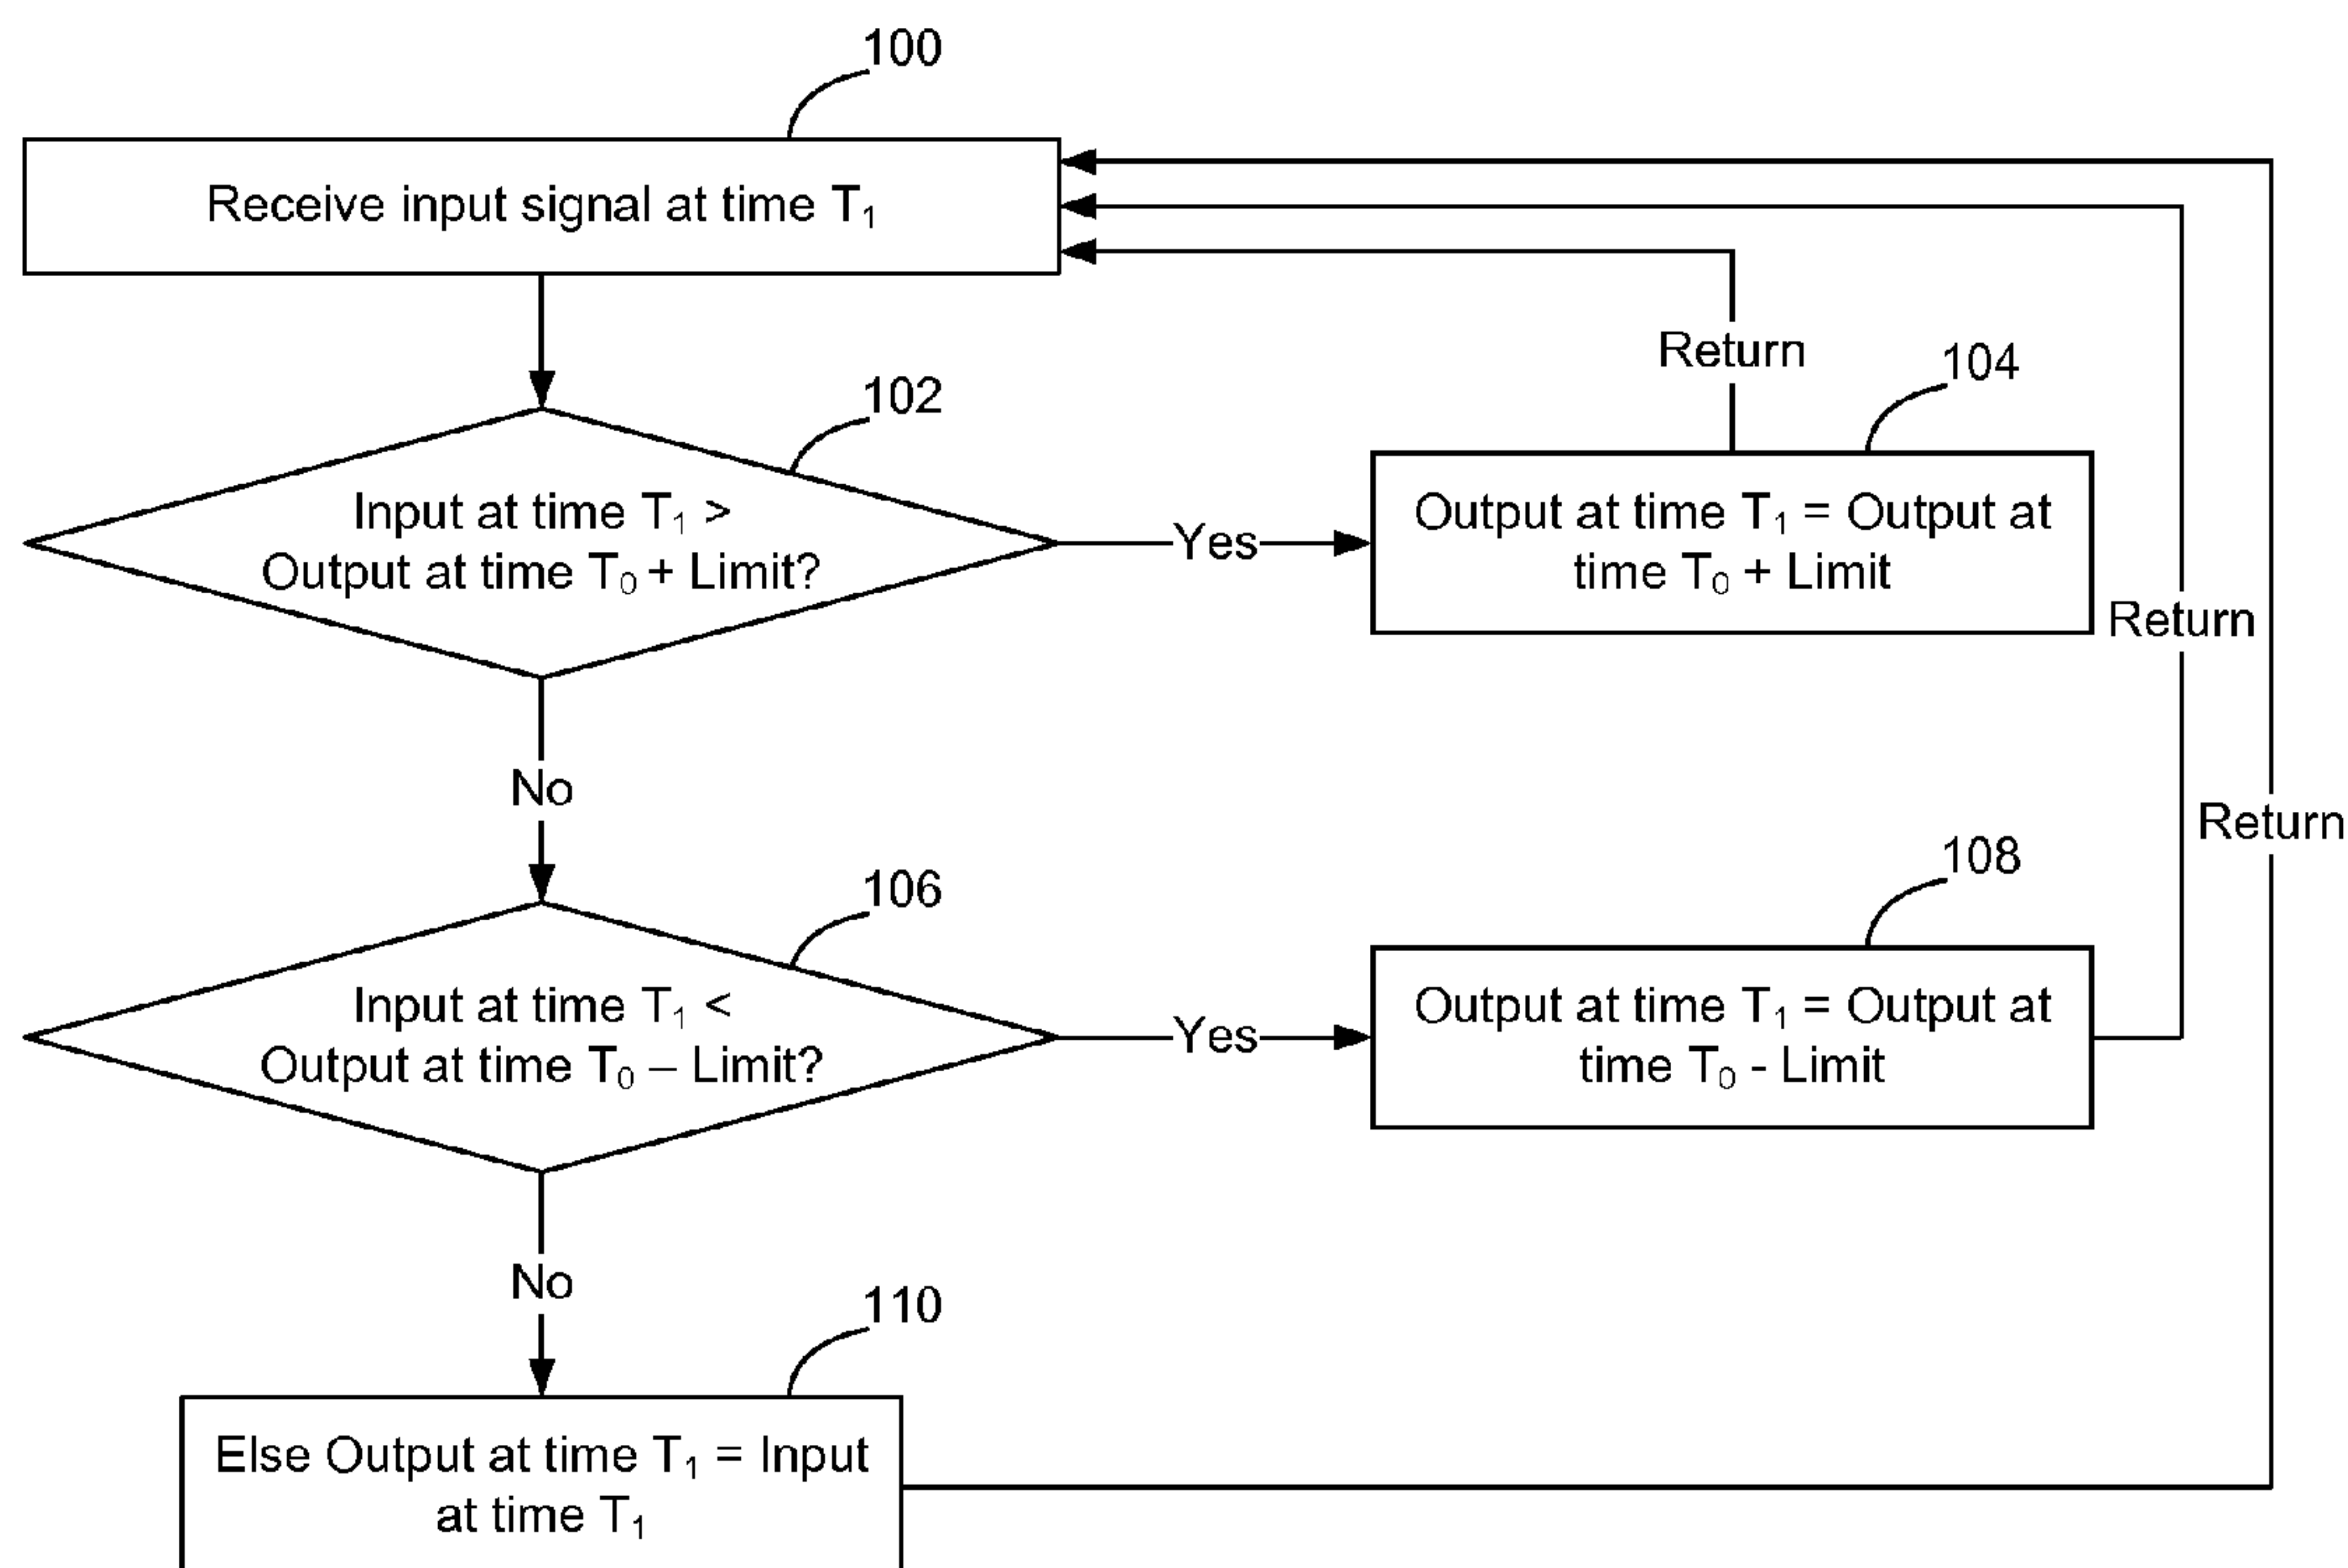 100
Receive input signal at time T₁
102
Input at time T₁ >
Output at time T₀ + Limit?
Yes
Return
104
Output at time T₁ = Output at
time T₀ + Limit
Return
No
Return
106
Input at time T₁ <
Output at time T₀ – Limit?
Yes
108
Output at time T₁ = Output at
time T₀ - Limit
No
110
Else Output at time T₁ = Input
at time T₁